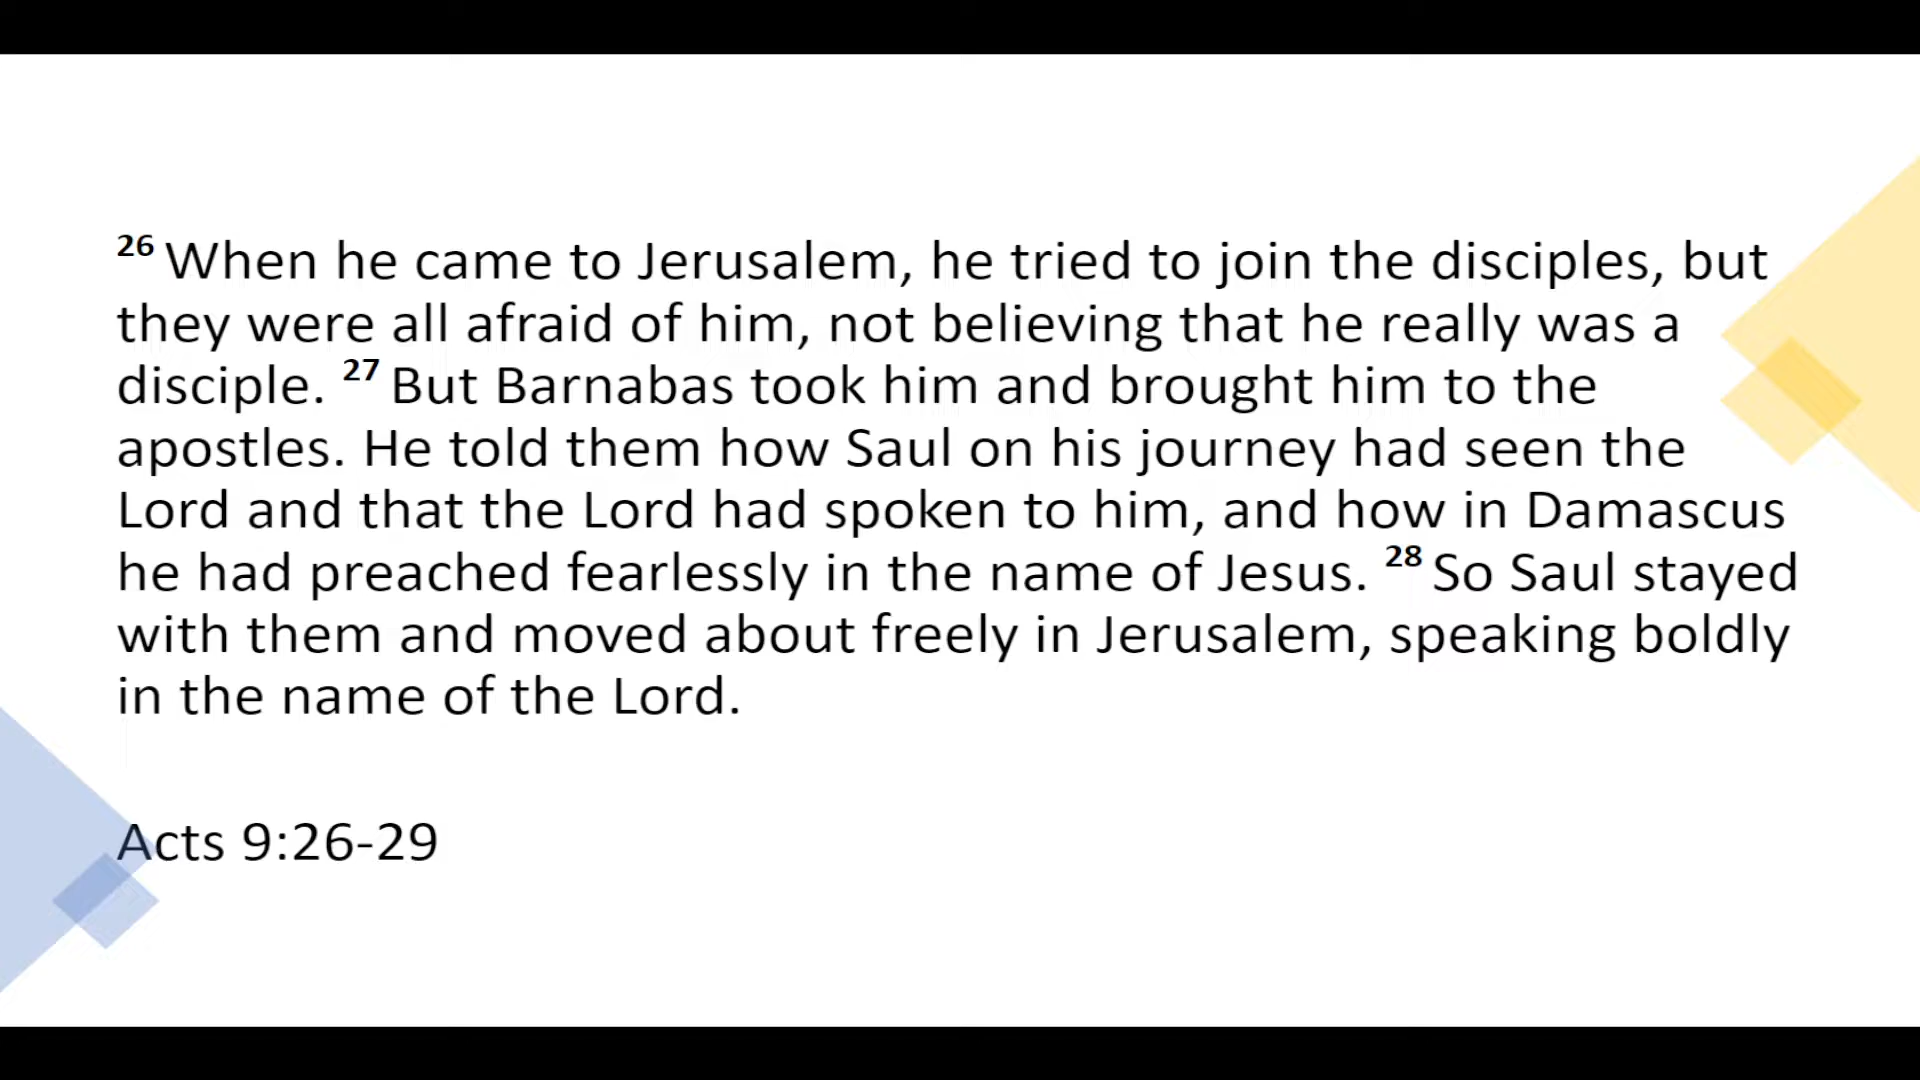 26 When he came to Jerusalem, he tried to join the disciples, but
they were all afraid of him, not believing that he really was a
disciple. 27 But Barnabas took him and brought him to the
apostles. He told them how Saul on his journey had seen the
Lord and that the Lord had spoken to him, and how in Damascus
he had preached fearlessly in the name of Jesus. 28 So Saul stayed
with them and moved about freely in Jerusalem, speaking boldly
in the name of the Lord.
Acts 9:26-29